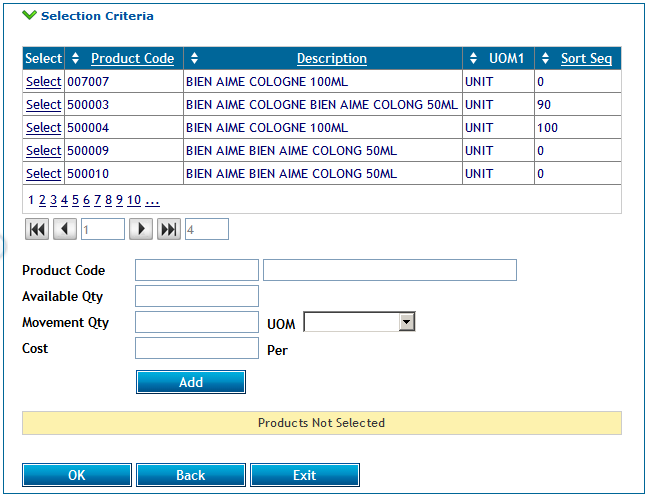 Selection Criteria
Select Product Code Description UOM1 Sort Seq
Select 007007 BIEN AIME COLOGNE 100ML UNIT 0
Select 500003 BIEN AIME COLOGNE BIEN AIME COLONG 50ML UNIT 90
Select 500004 BIEN AIME COLOGNE 100ML UNIT 100
Select 500009 BIEN AIME BIEN AIME COLONG 50ML UNIT 0
Select 500010 BIEN AIME BIEN AIME COLONG 50ML UNIT 0
1 2 3 4 5 6 7 8 9 10 ...
1 4
Product Code
Available Qty
Movement Qty UOM
Cost Per
Add
Products Not Selected
OK Back Exit